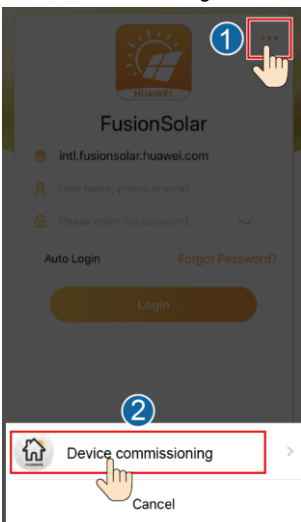 1
...
HUAWEI
FusionSolar
intl.fusionsolar.huawei.com
User name, phone or email
Please enter the password.
Auto Login Forgot Password?
Login
2
Device commissioning
Cancel